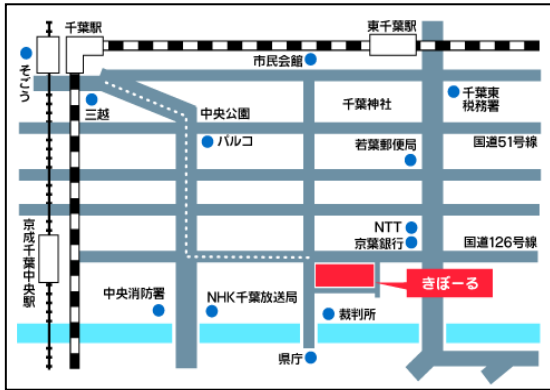 千葉駅
東千葉駅
そごう
市民会館
三越
中央公園
千葉神社
千葉東
税務署
パルコ
若葉郵便局
国道51号線
京成千葉中央駅
NTT
京葉銀行
国道126号線
きぼーる
中央消防署
NHK千葉放送局
裁判所
県庁